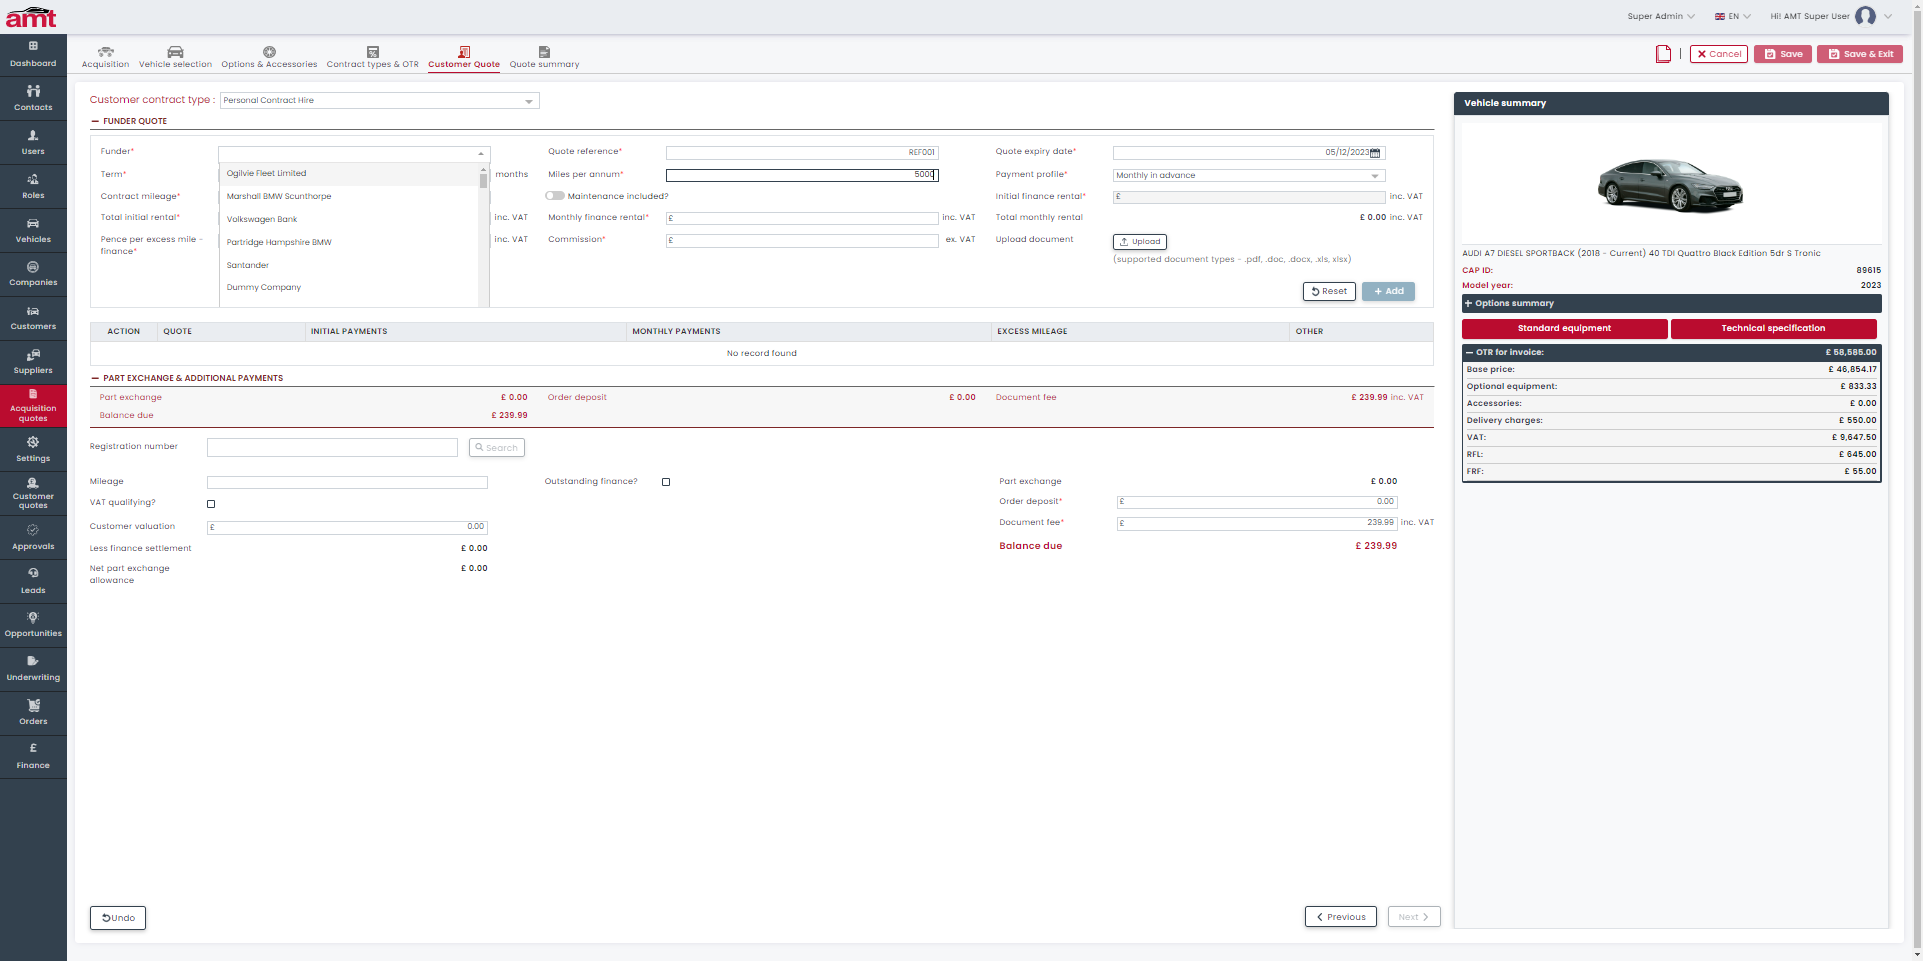 amt
Super Admin
EN
Hi! AMT Super User
Dashboard
Contacts
Users
Roles
Vehicles
Companies
Customers
Suppliers
Acquisition
quotes
Settings
Customer
quotes
Approvals
Leads
Opportunities
Underwriting
Orders
£
Finance
Acquisition
Vehicle selection
Options & Accessories
Contract types & OTR
Customer Quote
Quote summary
Cancel
Save
Save & Exit
Customer contract type : Personal Contract Hire
FUNDER QUOTE
Funder*
Quote reference* REF001
Quote expiry date* 05/12/2023
Term* months
Miles per annum* 5000
Payment profile* Monthly in advance
Contract mileage*
Maintenance included?
Initial finance rental* £ inc. VAT
Total initial rental* inc. VAT
Monthly finance rental* £ inc. VAT
Total monthly rental £ 0.00 inc. VAT
Pence per excess mile -
finance* inc. VAT
Commission* £ ex. VAT
Upload document Upload
(supported document types - .pdf, .doc, .docx, .xls, xlsx)
Ogilvie Fleet Limited
Marshall BMW Scunthorpe
Volkswagen Bank
Partridge Hampshire BMW
Santander
Dummy Company
Reset
+ Add
ACTION QUOTE INITIAL PAYMENTS MONTHLY PAYMENTS EXCESS MILEAGE OTHER
No record found
PART EXCHANGE & ADDITIONAL PAYMENTS
Part exchange £ 0.00 Order deposit £ 0.00 Document fee £ 239.99 inc. VAT
Balance due £ 239.99
Registration number Search
Mileage
Outstanding finance?
Part exchange £ 0.00
VAT qualifying?
Order deposit* £ 0.00
Customer valuation £ 0.00
Document fee* £ 239.99 inc. VAT
Less finance settlement £ 0.00
Balance due £ 239.99
Net part exchange
allowance £ 0.00
Undo
Previous
Next
Vehicle summary
AUDI A7 DIESEL SPORTBACK (2018 - Current) 40 TDI Quattro Black Edition 5dr S Tronic
CAP ID: 89615
Model year: 2023
+ Options summary
Standard equipment
Technical specification
OTR for invoice: £ 58,585.00
Base price: £ 46,854.17
Optional equipment: £ 833.33
Accessories: £ 0.00
Delivery charges: £ 550.00
VAT: £ 9,647.50
RFL: £ 645.00
FRF: £ 55.00